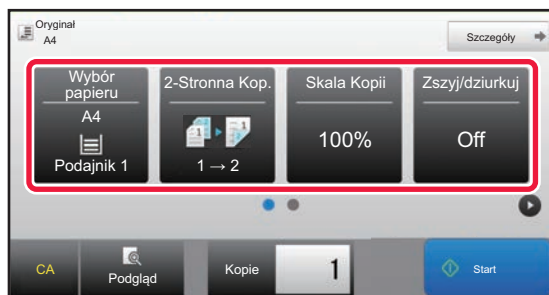 Oryginał
A4
Szczegóły
Wybór
papieru
A4
Podajnik 1
2-Stronna Kop.
1 → 2
Skala Kopii
100%
Zszyj/dziurkuj
Off
CA
Podgląd
Kopie
1
Start